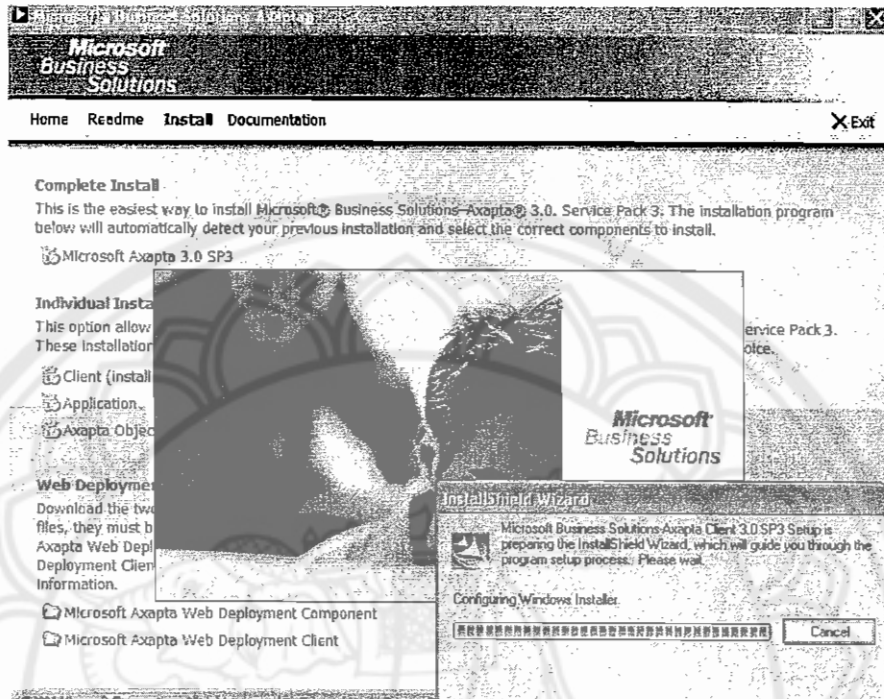 Microsoft Business Solutions Axapta
Microsoft
Business
Solutions
Home Readme Install Documentation Exit
Complete Install
This is the easiest way to install Microsoft® Business Solutions-Axapta® 3.0. Service Pack 3. The installation program
below will automatically detect your previous installation and select the correct components to install.
Microsoft Axapta 3.0 SP3
Individual Insta
This option allow
ervice Pack 3.
These Installation
oice.
Client (install
Application
Axapta Objec
Microsoft
Business
Solutions
Web Deployme
Download the two
files, they must b
Axapta Web Depl
Deployment Clien
Information.
Microsoft Axapta Web Deployment Component
Microsoft Axapta Web Deployment Client
InstallShield Wizard
Microsoft Business Solutions-Axapta Client 3.0 SP3 Setup is
preparing the InstallShield Wizard, which will guide you through the
program setup process. Please wait.
Configuring Windows Installer
Cancel